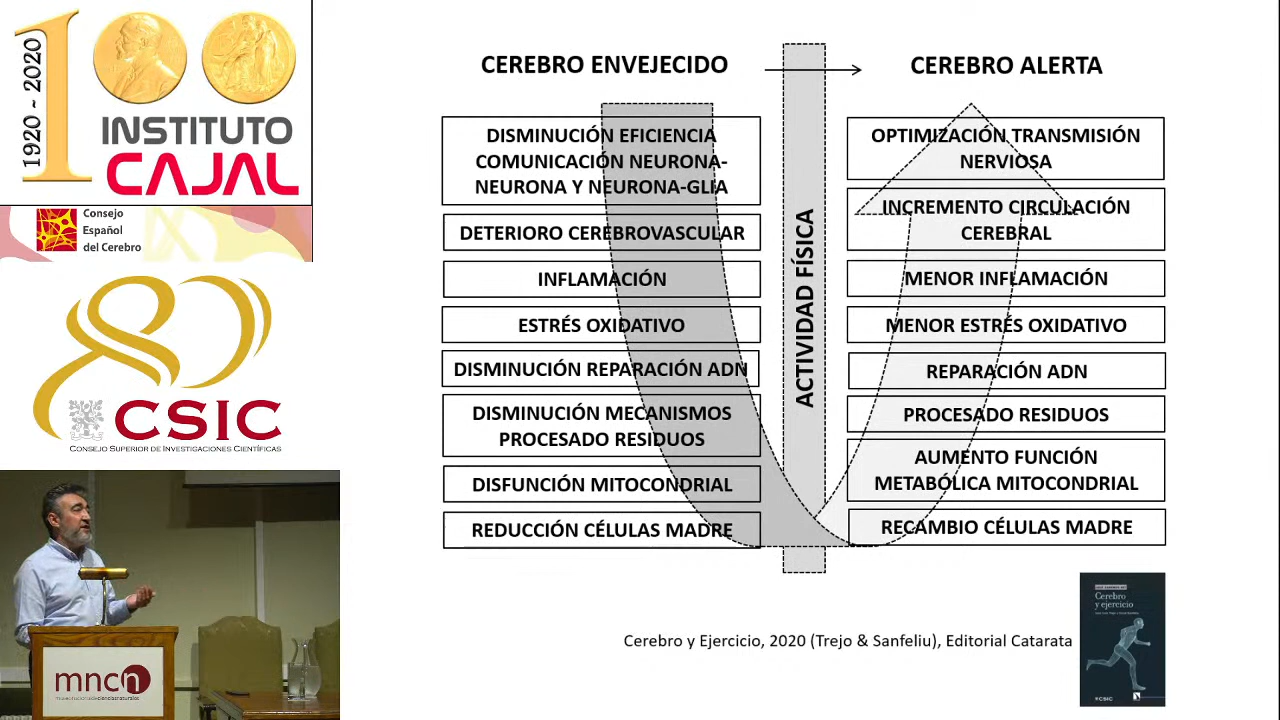 1920 ~ 2020
100
INSTITUTO
CAJAL
Consejo
Español
del Cerebro
80
CSIC
CONSEJO SUPERIOR DE INVESTIGACIONES CIENTÍFICAS
mncn
museonacionaldecienciasnaturales
CEREBRO ENVEJECIDO
CEREBRO ALERTA
DISMINUCIÓN EFICIENCIA
COMUNICACIÓN NEURONA-
NEURONA Y NEURONA-GLIA
DETERIORO CEREBROVASCULAR
INFLAMACIÓN
ESTRÉS OXIDATIVO
DISMINUCIÓN REPARACIÓN ADN
DISMINUCIÓN MECANISMOS
PROCESADO RESIDUOS
DISFUNCIÓN MITOCONDRIAL
REDUCCIÓN CÉLULAS MADRE
ACTIVIDAD FÍSICA
OPTIMIZACIÓN TRANSMISIÓN
NERVIOSA
INCREMENTO CIRCULACIÓN
CEREBRAL
MENOR INFLAMACIÓN
MENOR ESTRÉS OXIDATIVO
REPARACIÓN ADN
PROCESADO RESIDUOS
AUMENTO FUNCIÓN
METABÓLICA MITOCONDRIAL
RECAMBIO CÉLULAS MADRE
Cerebro y Ejercicio, 2020 (Trejo & Sanfeliu), Editorial Catarata
Cerebro
y ejercicio
CSIC